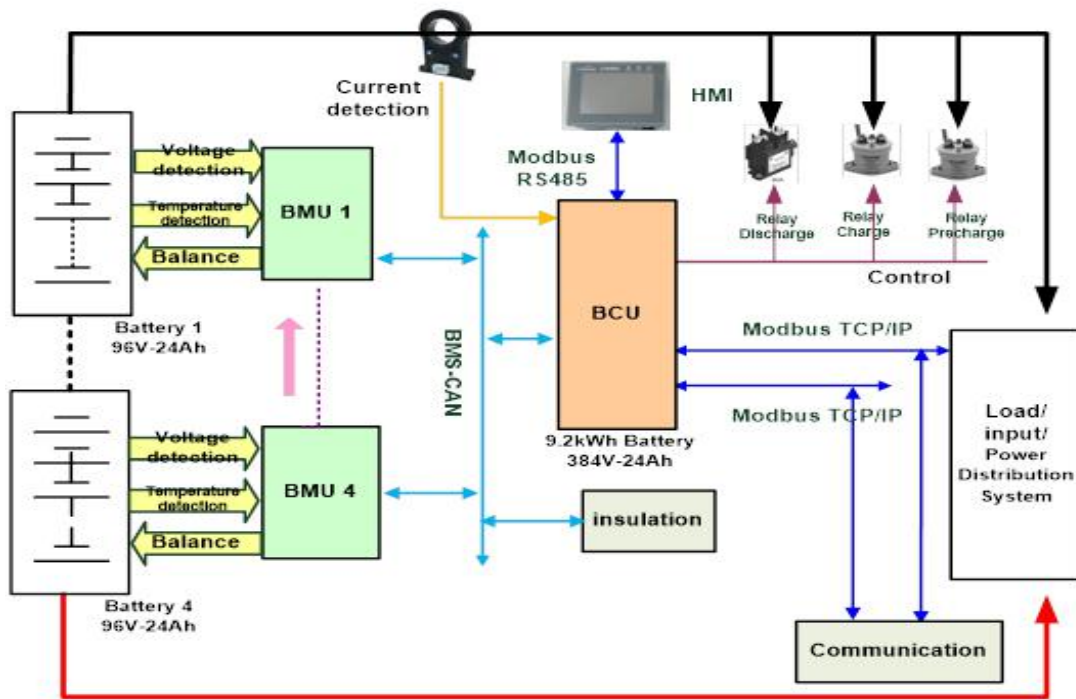 Current
detection
HMI
Modbus
RS485
Voltage
detection
Temperature
detection
Balance
BMU 1
Battery 1
96V-24Ah
Relay
Discharge
Relay
Charge
Relay
Precharge
Control
BCU
BMS-CAN
9.2kWh Battery
384V-24Ah
Modbus TCP/IP
Modbus TCP/IP
Load/
input/
Power
Distribution
System
Voltage
detection
Temperature
detection
Balance
BMU 4
Battery 4
96V-24Ah
insulation
Communication